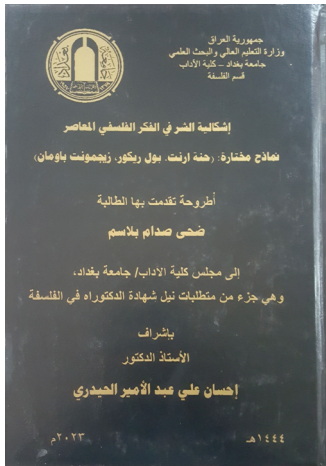 جمهورية العراق
وزارة التعليم العالي والبحث العلمي
جامعة بغداد – كلية الآداب
قسم الفلسفة
إشكالية الشر في الفكر الفلسفي المعاصر
نماذج مختارة: (حنة ارنت، بول ريكور، زيجمونت باومان)
أطروحة تقدمت بها الطالبة
ضحى صدام بلاسم
إلى مجلس كلية الاداب/ جامعة بغداد،
وهي جزء من متطلبات نيل شهادة الدكتوراه في الفلسفة
بإشراف
الأستاذ الدكتور
إحسان علي عبد الأمير الحيدري
١٤٤٤هـ ٢٠٢٣م